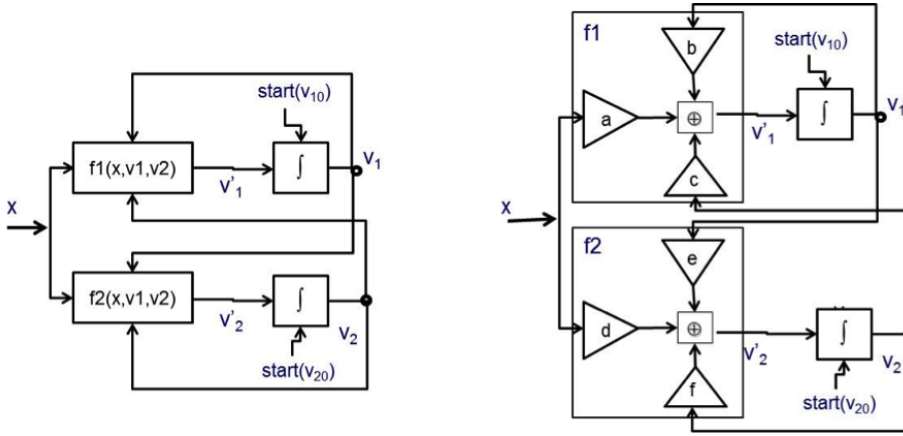 start(v10)
f1(x,v1,v2)
∫
v1
v'1
x
f2(x,v1,v2)
∫
v'2
v2
start(v20)
f1
b
start(v10)
a
⊕
∫
v1
v'1
c
x
f2
e
d
⊕
∫
v'2
v2
f
start(v20)